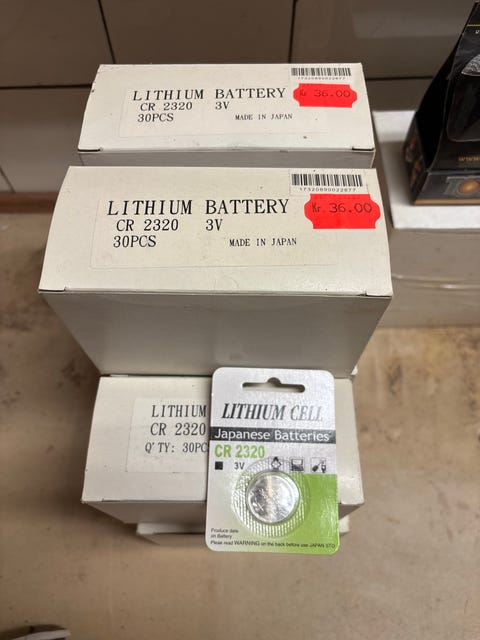 17320890022877
LITHIUM BATTERY
Kr. 36.00
CR 2320 3V
30PCS
MADE IN JAPAN
17320890022877
LITHIUM BATTERY
Kr. 36.00
CR 2320 3V
30PCS
MADE IN JAPAN
LITHIUM
CR 2320
Q'TY: 30PC
LITHIUM CELL
Japanese Batteries
CR 2320
3V
Produce date
on Battery
Please read WARNING on the back before use JAPAN STD